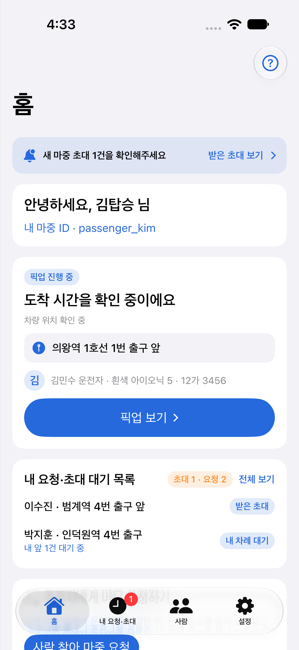 4:33
?
홈
새 마중 초대 1건을 확인해주세요 받은 초대 보기
안녕하세요, 김탑승 님
내 마중 ID · passenger_kim
픽업 진행 중
도착 시간을 확인 중이에요
차량 위치 확인 중
의왕역 1호선 1번 출구 앞
김 김민수 운전자 · 흰색 아이오닉 5 · 12가 3456
픽업 보기
내 요청·초대 대기 목록 초대 1 · 요청 2 전체 보기
이수진 · 범계역 4번 출구 앞 받은 초대
박지훈 · 인덕원역 4번 출구
내 앞 1건 대기 중 내 차례 대기
1
홈 내 요청·초대 사람 설정
사람 찾아 마중 요청